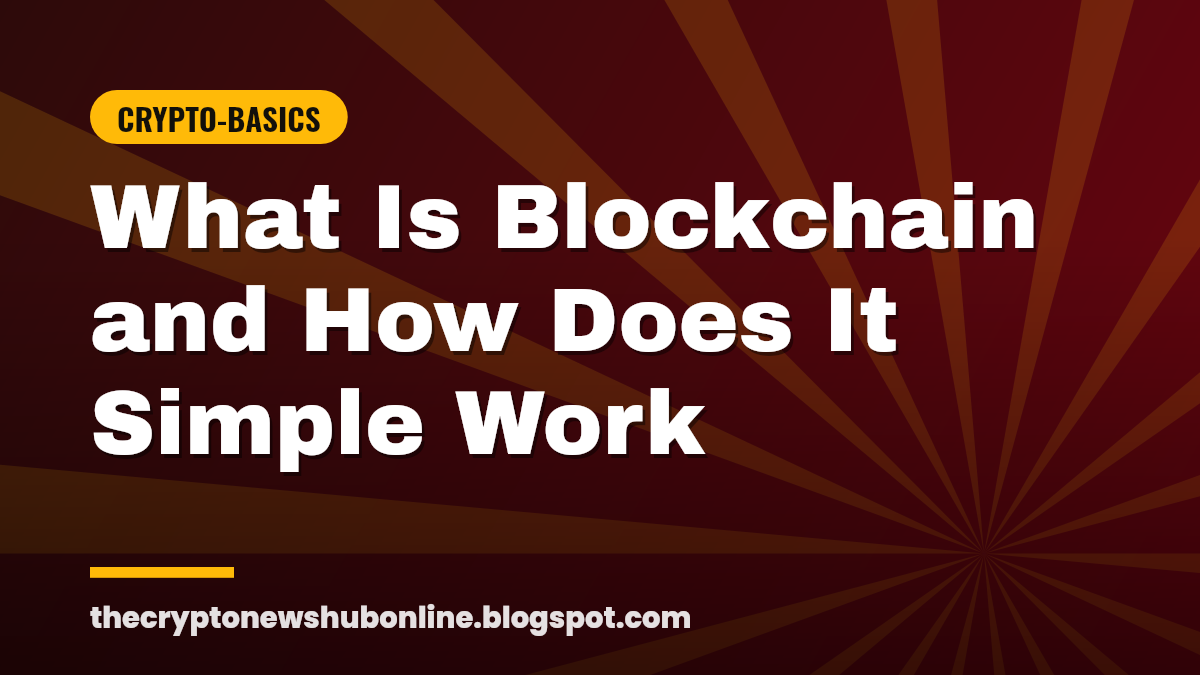 CRYPTO-BASICS
What Is Blockchain
and How Does It
Simple Work
thecryptonewshubonline.blogspot.com